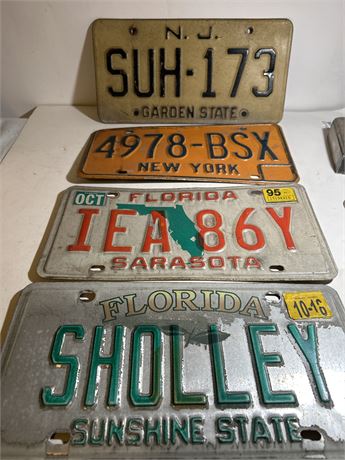 N. J.
SUH-173
GARDEN STATE
4978-BSX
NEW YORK
OCT FLORIDA 95
IEA 86Y
SARASOTA
FLORIDA
10-16
SHOLLEY
SUNSHINE STATE